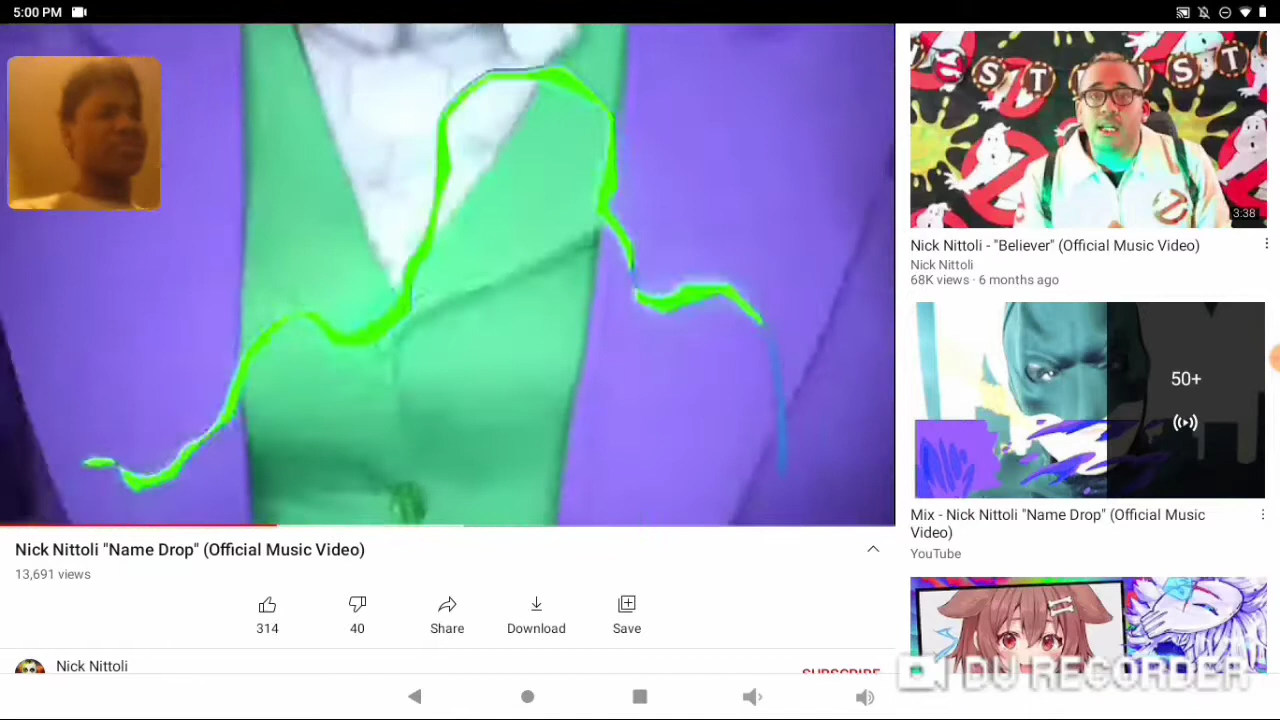 5:00 PM
3:38
Nick Nittoli - "Believer" (Official Music Video)
Nick Nittoli
68K views · 6 months ago
50+
Mix - Nick Nittoli "Name Drop" (Official Music
Video)
YouTube
Nick Nittoli "Name Drop" (Official Music Video)
13,691 views
314
40
Share
Download
Save
Nick Nittoli
SUBSCRIBE
DU RECORDER